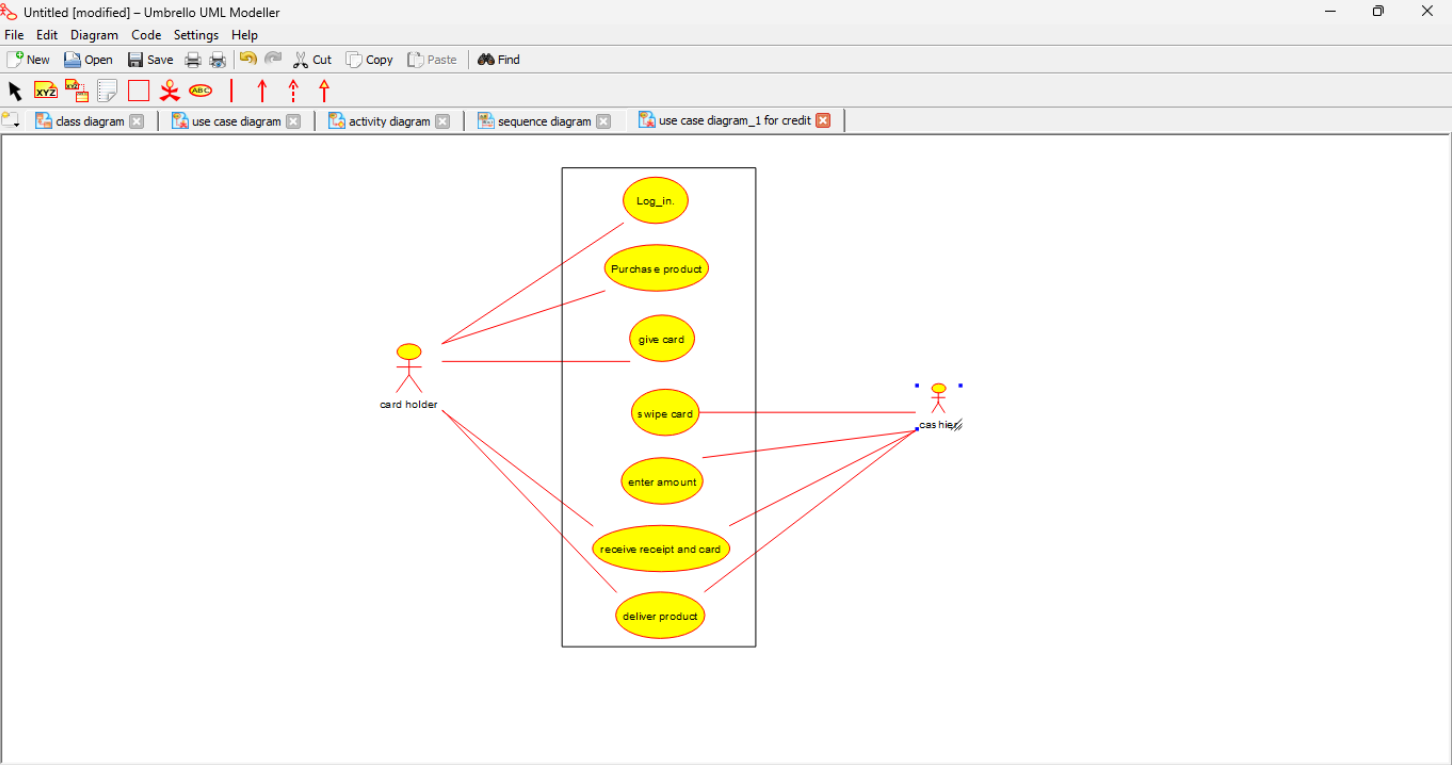 Untitled [modified] – Umbrello UML Modeller
File Edit Diagram Code Settings Help
New Open Save Cut Copy Paste Find
XYZ XYZ ABC
class diagram use case diagram activity diagram sequence diagram use case diagram_1 for credit
Log_in.
Purchase product
give card
card holder
swipe card
cashier
enter amount
receive receipt and card
deliver product